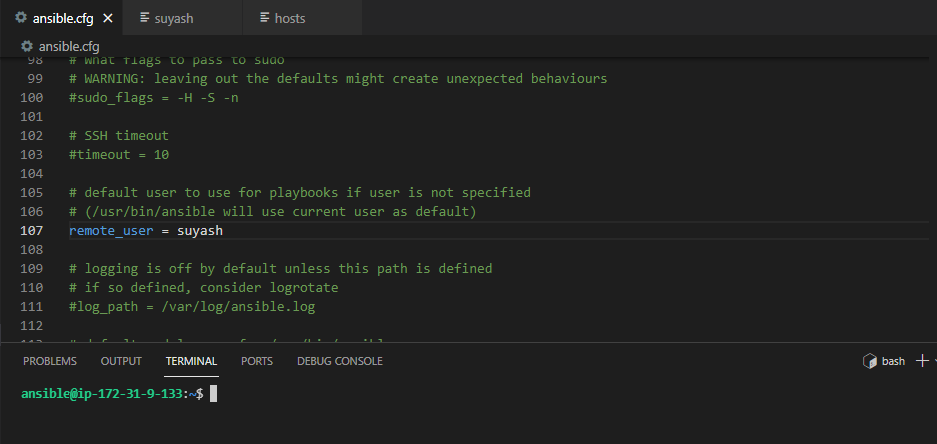 ansible.cfg
suyash
hosts
ansible.cfg
98 # What flags to pass to sudo
99 # WARNING: leaving out the defaults might create unexpected behaviours
100 #sudo_flags = -H -S -n
101
102 # SSH timeout
103 #timeout = 10
104
105 # default user to use for playbooks if user is not specified
106 # (/usr/bin/ansible will use current user as default)
107 remote_user = suyash
108
109 # logging is off by default unless this path is defined
110 # if so defined, consider logrotate
111 #log_path = /var/log/ansible.log
112
PROBLEMS OUTPUT TERMINAL PORTS DEBUG CONSOLE
bash
ansible@ip-172-31-9-133:~$